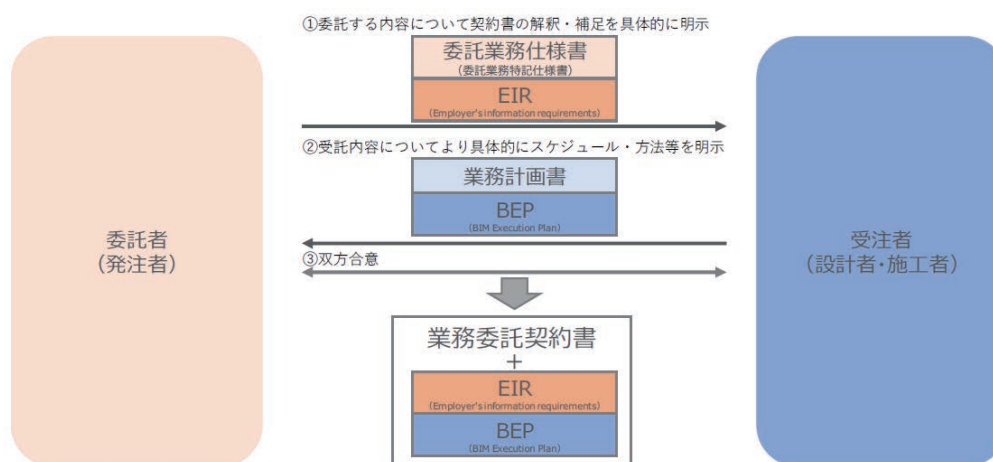 ①委託する内容について契約書の解釈・補足を具体的に明示
委託業務仕様書
(委託業務特記仕様書)
EIR
(Employer's information requirements)
②受託内容についてより具体的にスケジュール・方法等を明示
業務計画書
BEP
(BIM Execution Plan)
委託者
(発注者)
③双方合意
受注者
(設計者・施工者)
業務委託契約書
+
EIR
(Employer's information requirements)
BEP
(BIM Execution Plan)